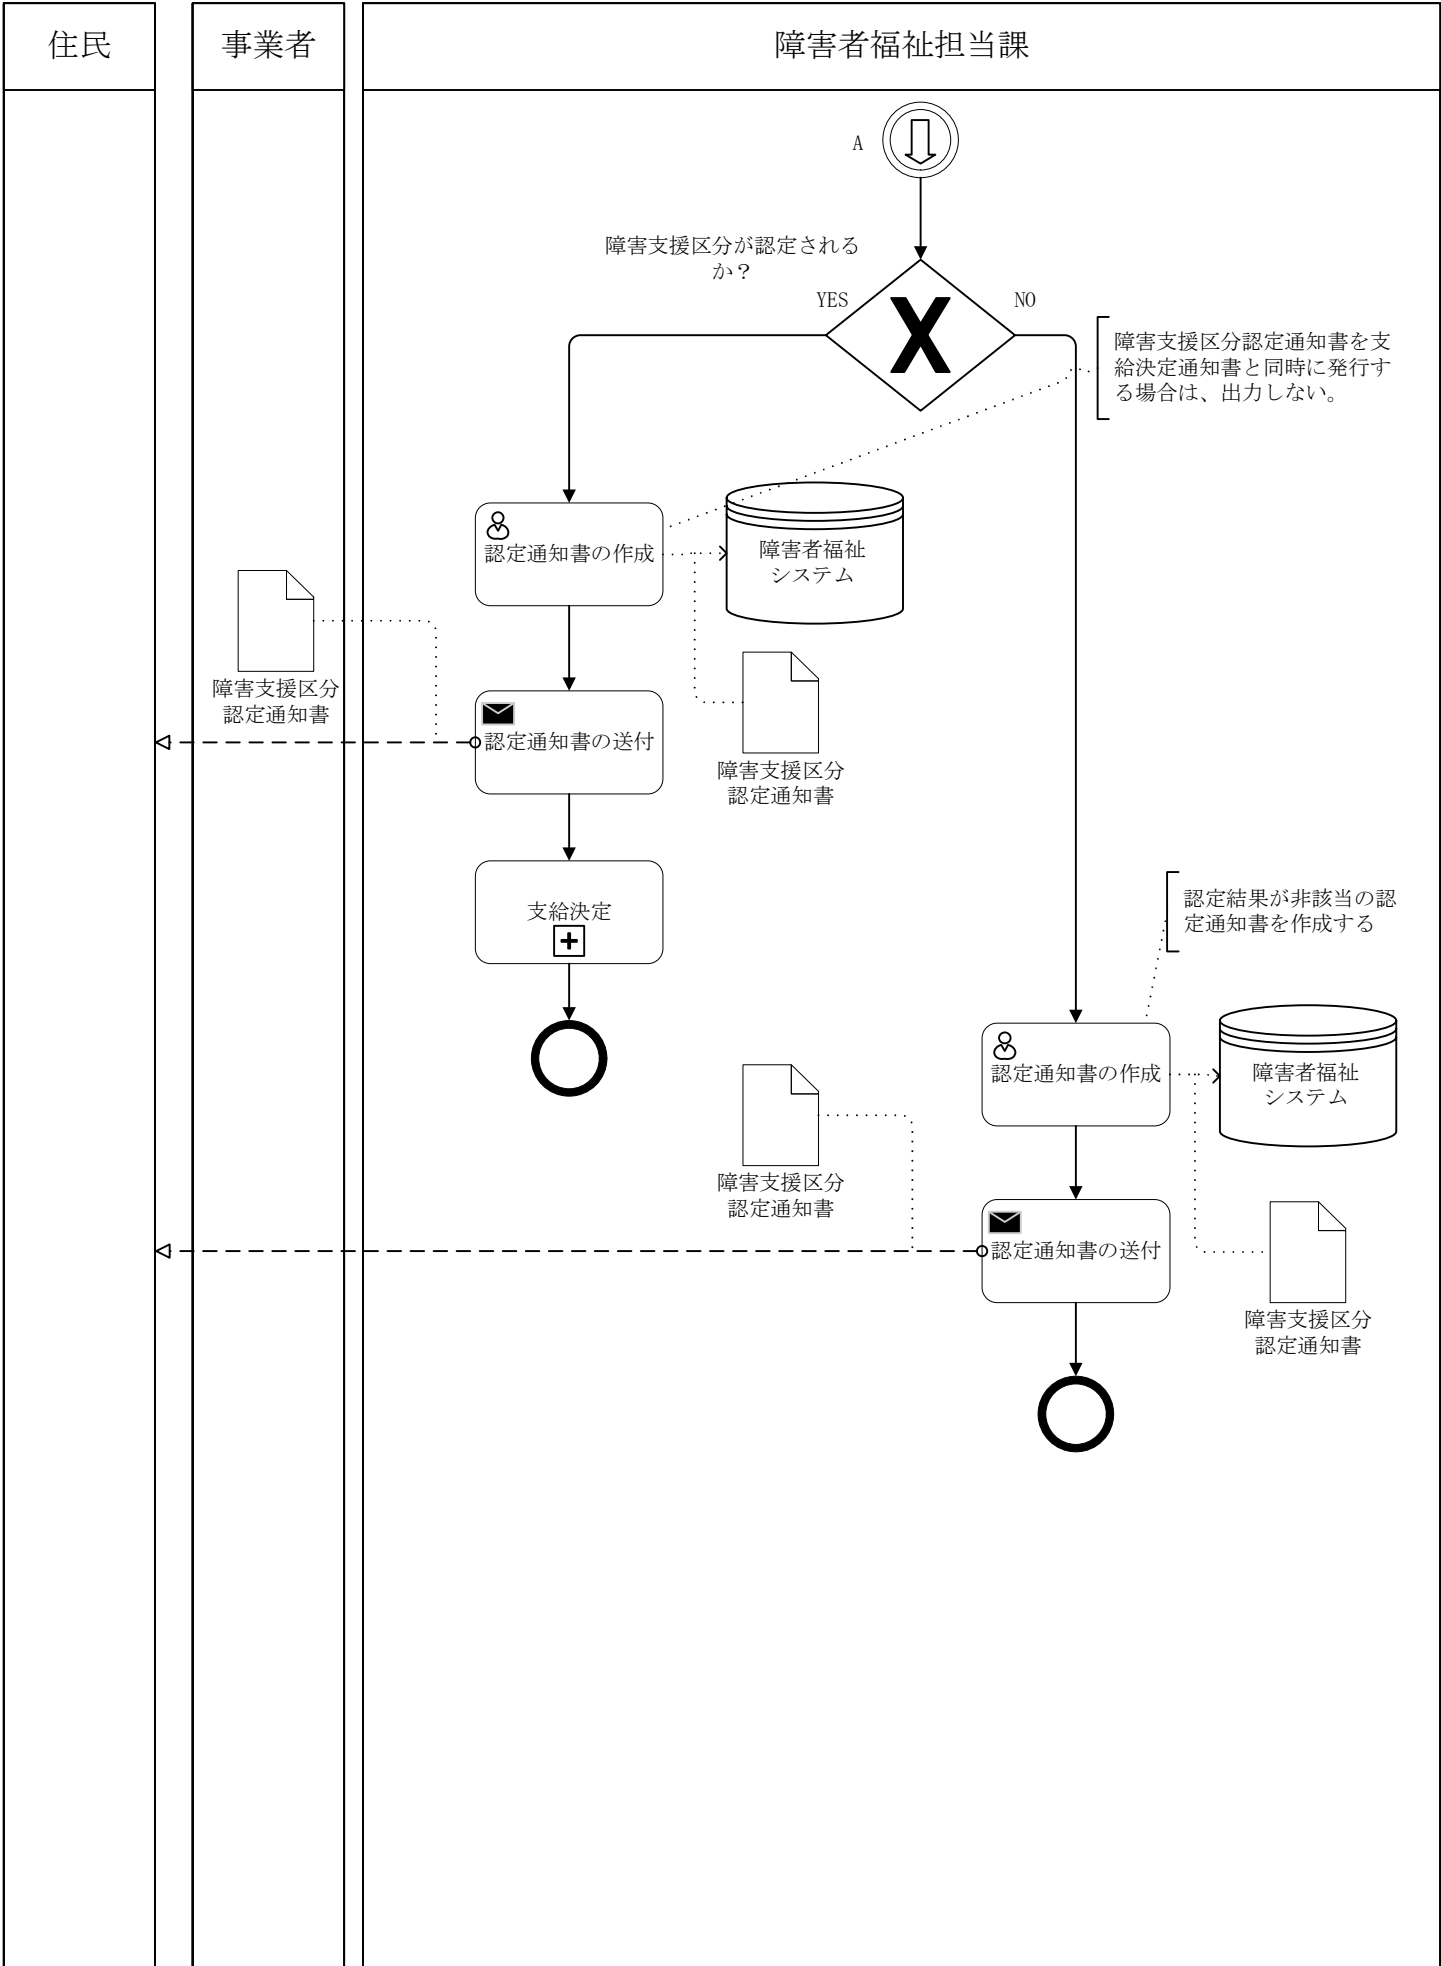 住民
事業者
障害者福祉担当課
A
障害支援区分が認定される
か？
YES
NO
障害支援区分認定通知書を支
給決定通知書と同時に発行す
る場合は、出力しない。
認定通知書の作成
障害者福祉
システム
障害支援区分
認定通知書
認定通知書の送付
障害支援区分
認定通知書
支給決定
認定結果が非該当の認
定通知書を作成する
認定通知書の作成
障害者福祉
システム
障害支援区分
認定通知書
認定通知書の送付
障害支援区分
認定通知書